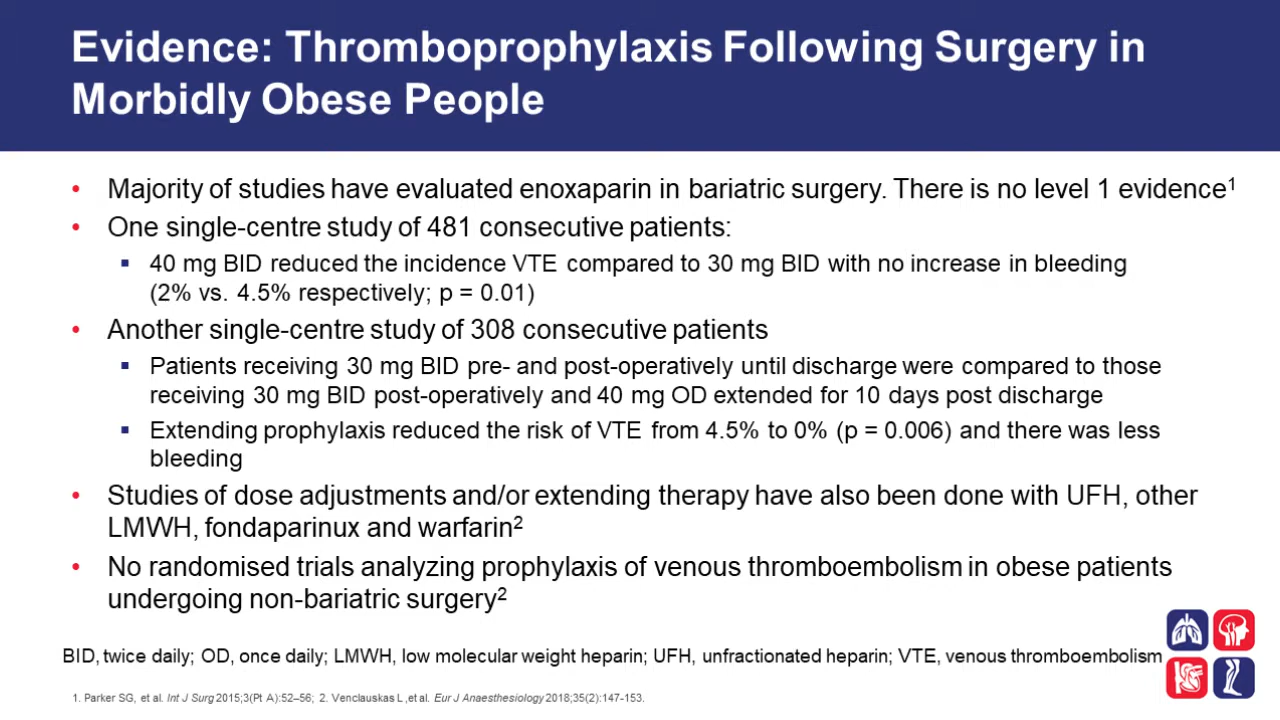 Evidence: Thromboprophylaxis Following Surgery in
Morbidly Obese People
• Majority of studies have evaluated enoxaparin in bariatric surgery. There is no level 1 evidence¹
• One single-centre study of 481 consecutive patients:
▪ 40 mg BID reduced the incidence VTE compared to 30 mg BID with no increase in bleeding
(2% vs. 4.5% respectively; p = 0.01)
• Another single-centre study of 308 consecutive patients
▪ Patients receiving 30 mg BID pre- and post-operatively until discharge were compared to those
receiving 30 mg BID post-operatively and 40 mg OD extended for 10 days post discharge
▪ Extending prophylaxis reduced the risk of VTE from 4.5% to 0% (p = 0.006) and there was less
bleeding
• Studies of dose adjustments and/or extending therapy have also been done with UFH, other
LMWH, fondaparinux and warfarin²
• No randomised trials analyzing prophylaxis of venous thromboembolism in obese patients
undergoing non-bariatric surgery²
BID, twice daily; OD, once daily; LMWH, low molecular weight heparin; UFH, unfractionated heparin; VTE, venous thromboembolism
1. Parker SG, et al. Int J Surg 2015;3(Pt A):52–56; 2. Venclauskas L ,et al. Eur J Anaesthesiology 2018;35(2):147-153.